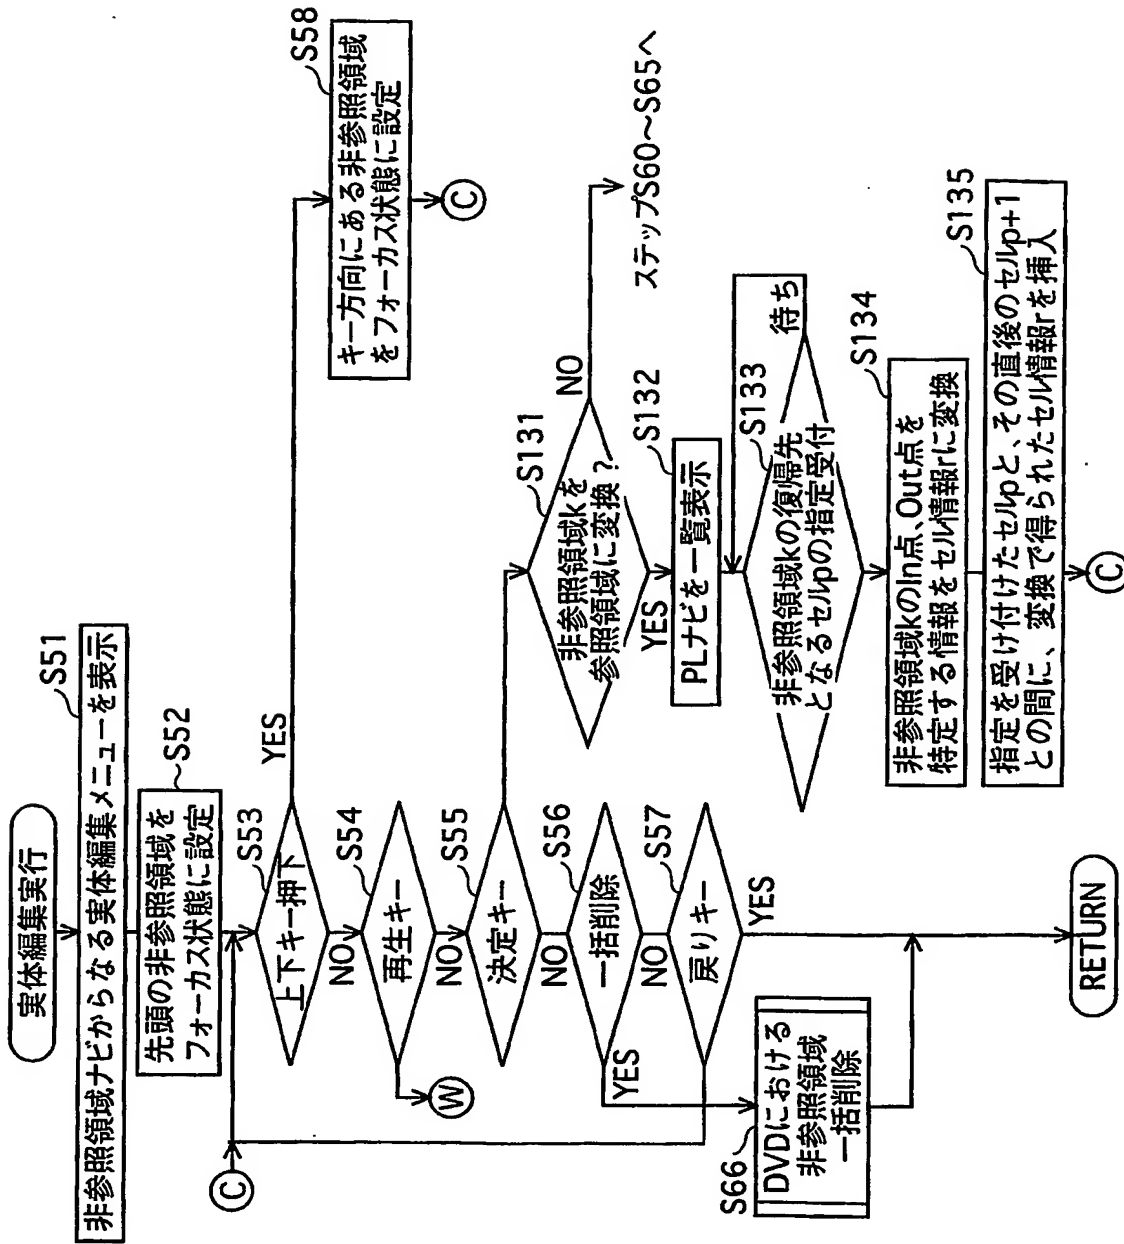 実体編集実行
S51
非参照領域ナビからなる実体編集メニューを表示
S52
先頭の非参照領域を
フォーカス状態に設定
C
S53
上下キー押下
YES
S58
キー方向にある非参照領域
をフォーカス状態に設定
C
NO
S54
再生キー
W
NO
S55
決定キー
S131
非参照領域kを
参照領域に変換?
NO
ステップS60~S65へ
YES
S132
PLナビを一覧表示
S133
非参照領域kの復帰先
となるセルpの指定受付
待ち
S134
非参照領域kのIn点、Out点を
特定する情報をセル情報rに変換
S135
指定を受け付けたセルpと、その直後のセルp+1
との間に、変換で得られたセル情報rを挿入
C
NO
S56
一括削除
YES
S66
DVDにおける
非参照領域
一括削除
NO
S57
戻りキー
YES
RETURN